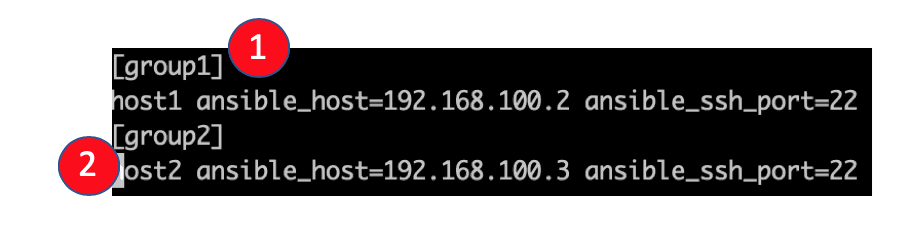 1
[group1]
host1 ansible_host=192.168.100.2 ansible_ssh_port=22
[group2]
2
host2 ansible_host=192.168.100.3 ansible_ssh_port=22